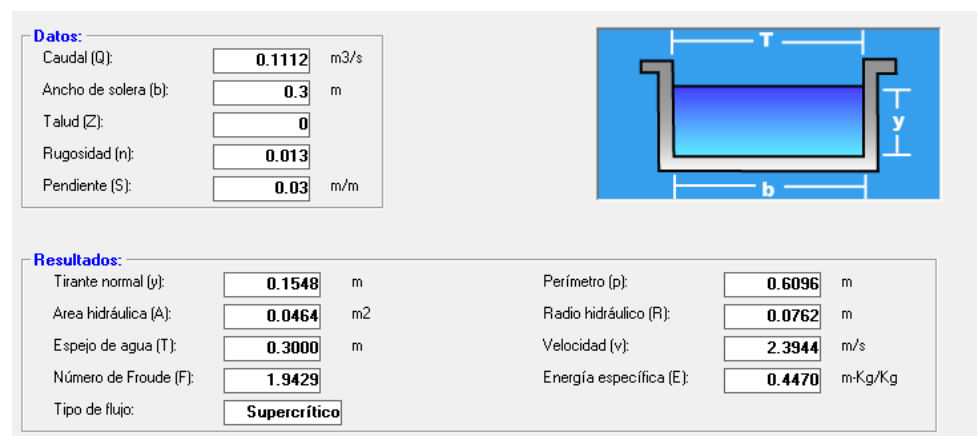 Datos:
Caudal (Q): 0.1112 m3/s
Ancho de solera (b): 0.3 m
Talud (Z): 0
Rugosidad (n): 0.013
Pendiente (S): 0.03 m/m
T
y
b
Resultados:
Tirante normal (y): 0.1548 m Perímetro (p): 0.6096 m
Area hidráulica (A): 0.0464 m2 Radio hidráulico (R): 0.0762 m
Espejo de agua (T): 0.3000 m Velocidad (v): 2.3944 m/s
Número de Froude (F): 1.9429 Energía específica (E): 0.4470 m-Kg/Kg
Tipo de flujo: Supercrítico